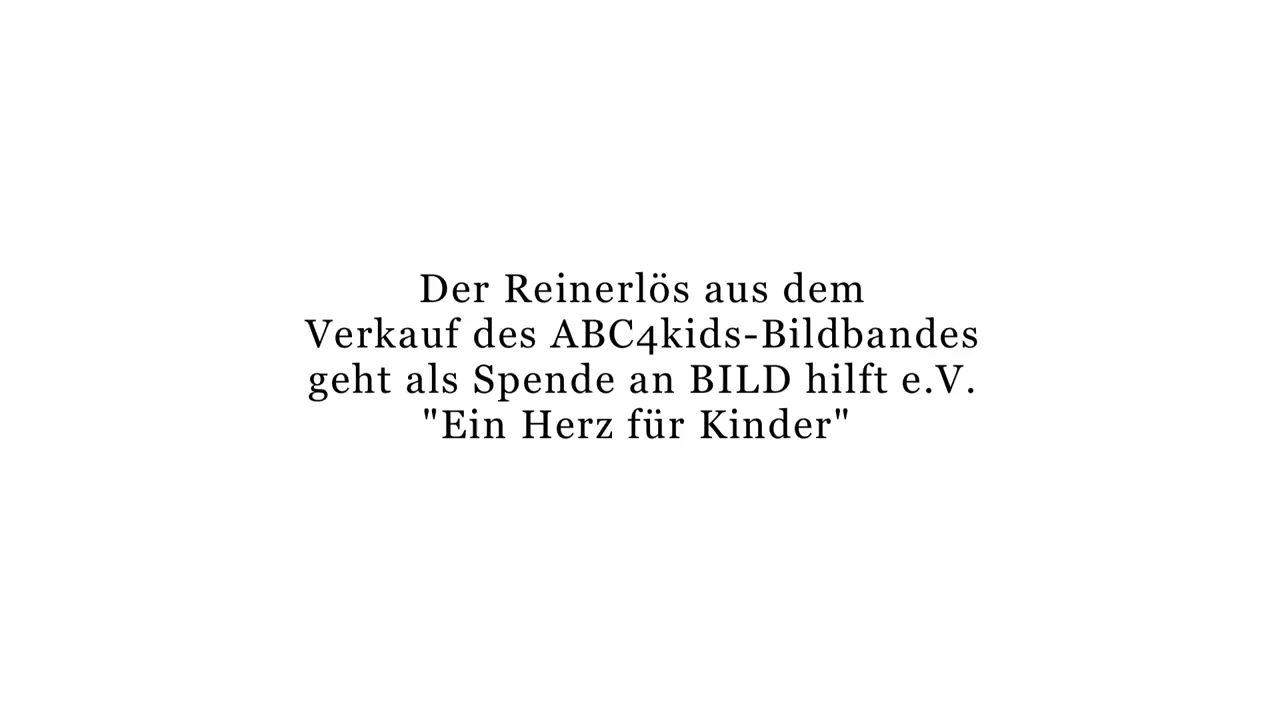 Der Reinerlös aus dem
Verkauf des ABC4kids-Bildbandes
geht als Spende an BILD hilft e.V.
"Ein Herz für Kinder"